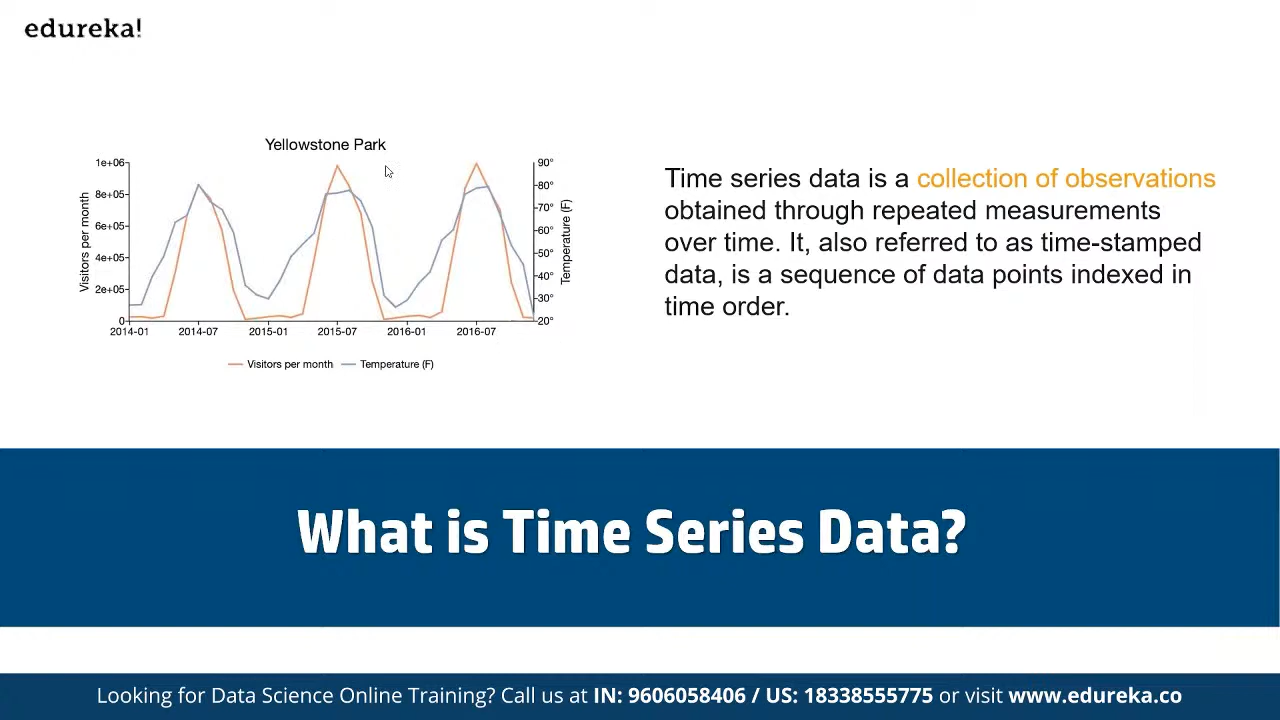 edureka!
Yellowstone Park
1e+06
8e+05
6e+05
4e+05
2e+05
0
Visitors per month
90°
80°
70°
60°
50°
40°
30°
20°
Temperature (F)
2014-01 2014-07 2015-01 2015-07 2016-01 2016-07
Visitors per month Temperature (F)
Time series data is a collection of observations
obtained through repeated measurements
over time. It, also referred to as time-stamped
data, is a sequence of data points indexed in
time order.
What is Time Series Data?
Looking for Data Science Online Training? Call us at IN: 9606058406 / US: 18338555775 or visit www.edureka.co